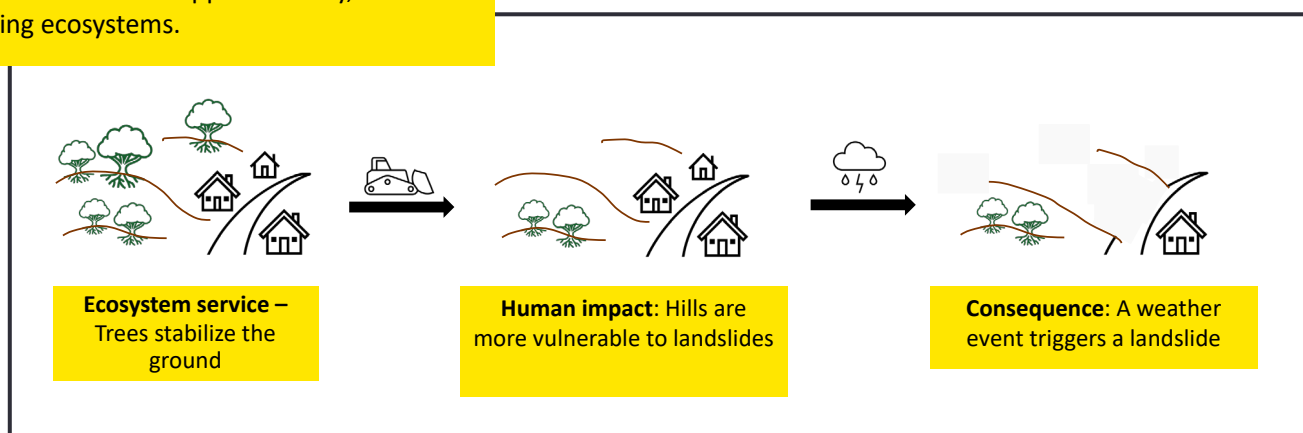 ing ecosystems.
Ecosystem service –
Trees stabilize the
ground
Human impact: Hills are
more vulnerable to landslides
Consequence: A weather
event triggers a landslide